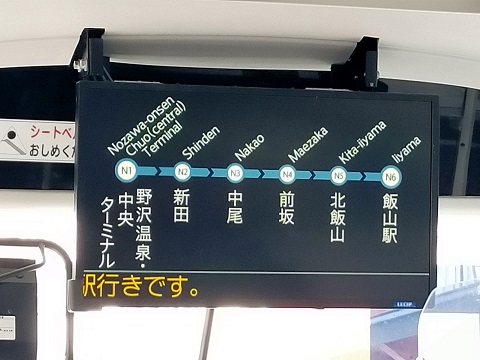 Nozawa-onsen
Chuo(central)
Terminal
Shinden
Nakao
Maezaka
Kita-iiyama
Iiyama
N1
N2
N3
N4
N5
N6
野沢温泉・
中央
ターミナル
新田
中尾
前坂
北飯山
飯山駅
駅行きです。
シートベ
おしめくだ